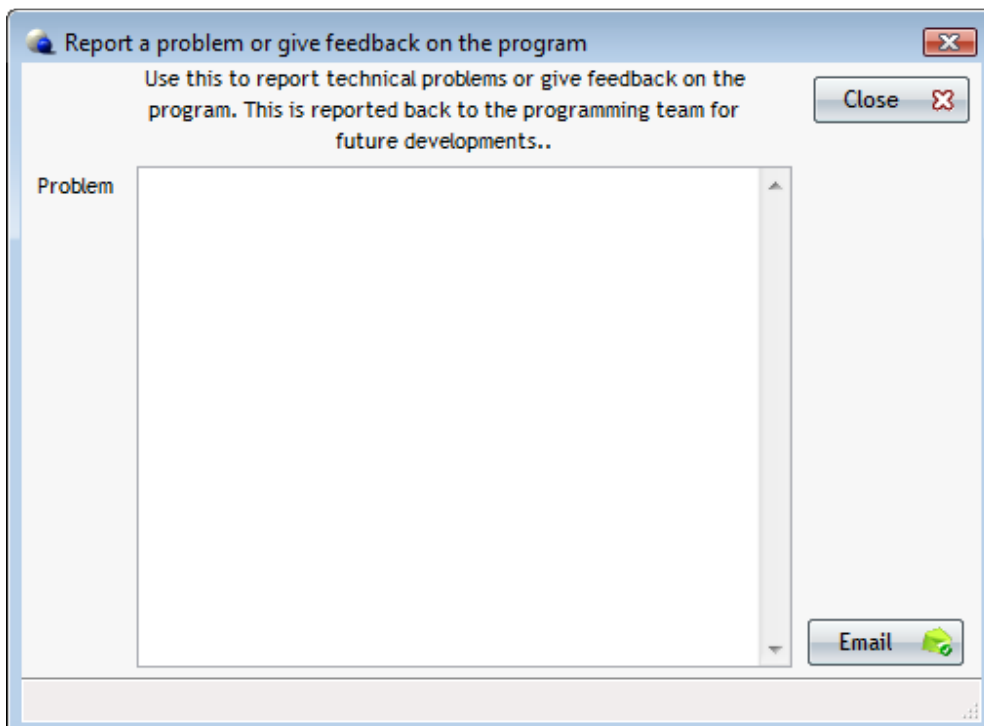 Report a problem or give feedback on the program
Use this to report technical problems or give feedback on the
program. This is reported back to the programming team for
future developments..
Close
Problem
Email